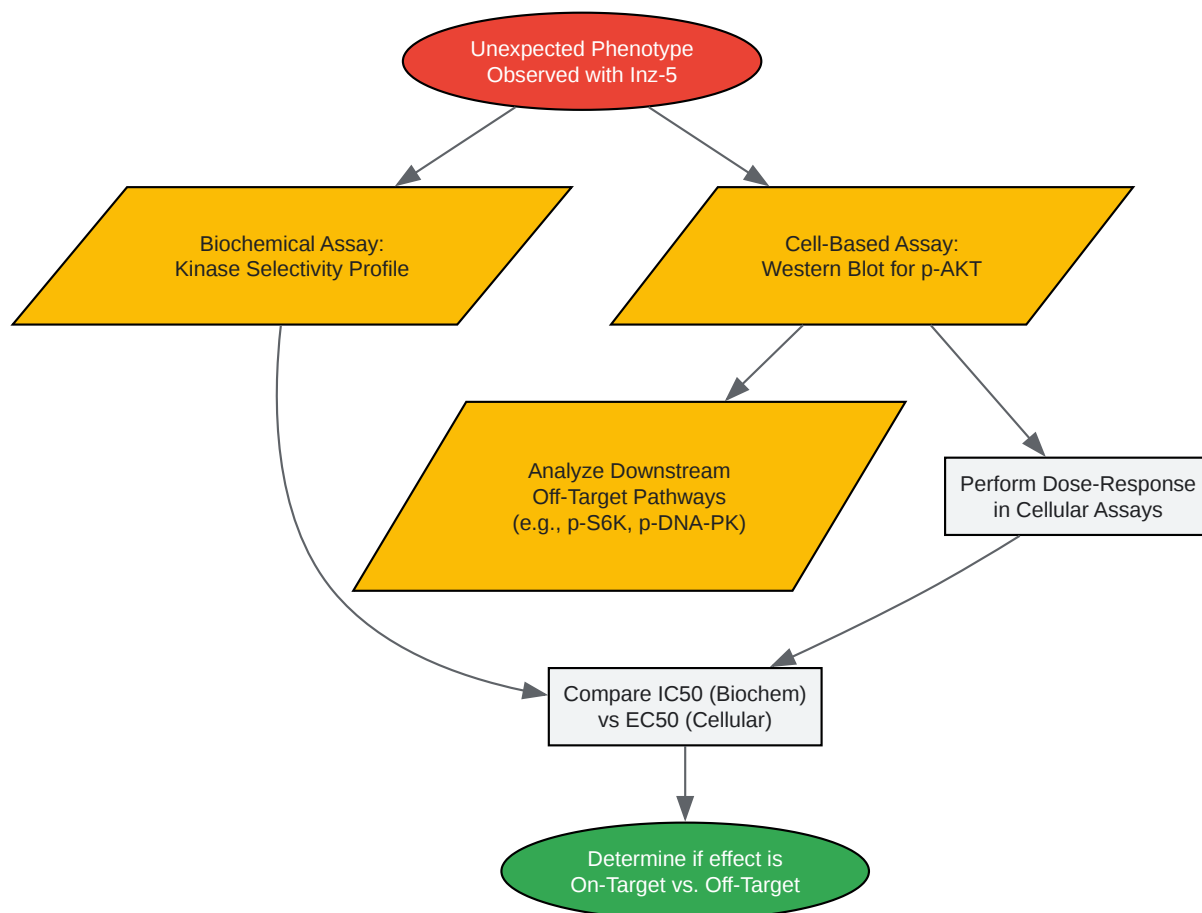 Unexpected Phenotype
Observed with Inz-5
Biochemical Assay:
Kinase Selectivity Profile
Cell-Based Assay:
Western Blot for p-AKT
Analyze Downstream
Off-Target Pathways
(e.g., p-S6K, p-DNA-PK)
Perform Dose-Response
in Cellular Assays
Compare IC50 (Biochem)
vs EC50 (Cellular)
Determine if effect is
On-Target vs. Off-Target